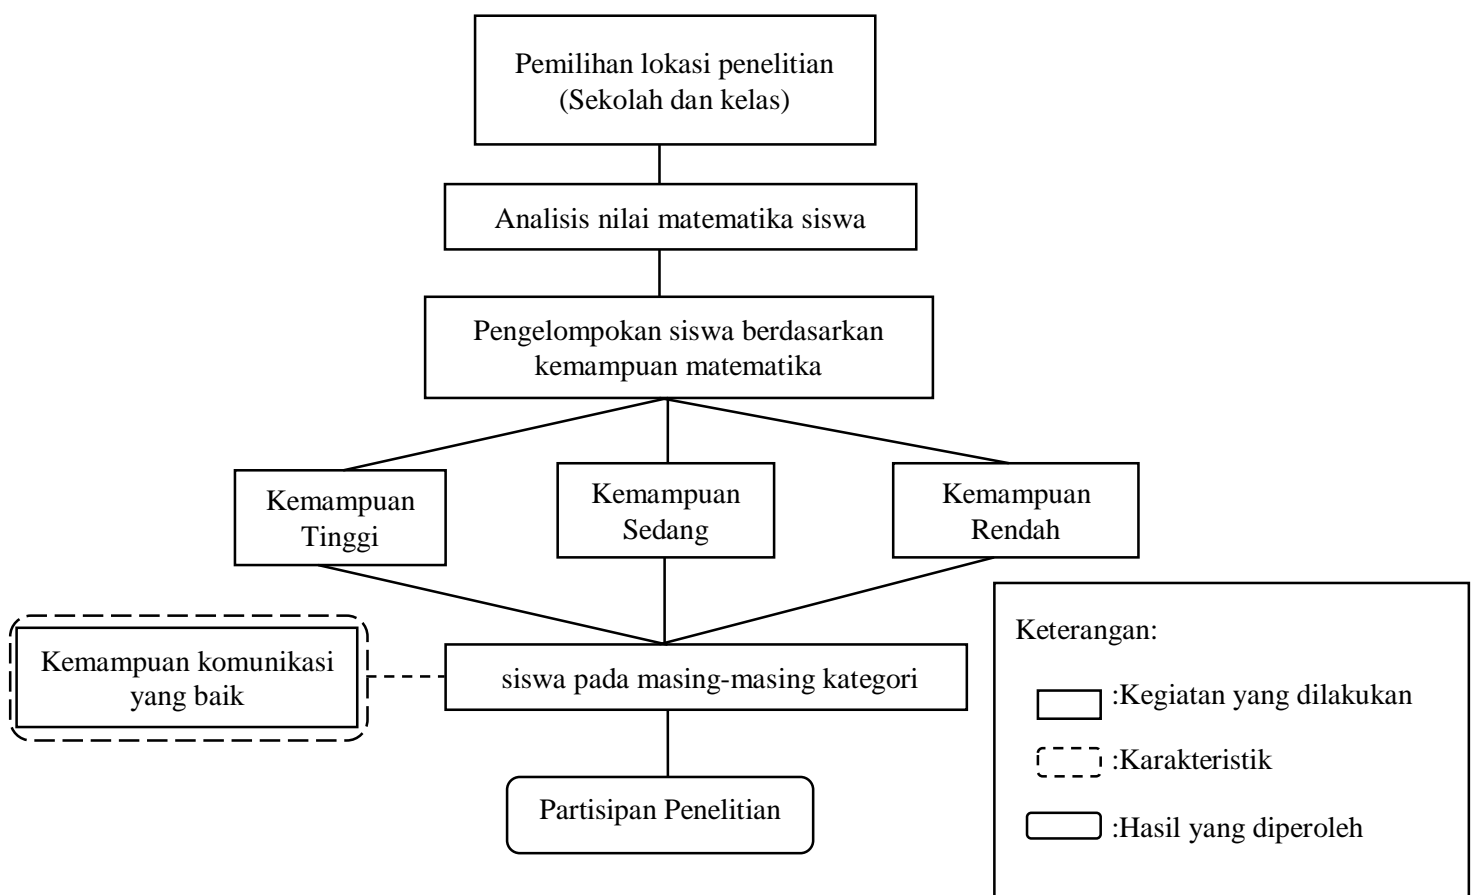 Pemilihan lokasi penelitian
(Sekolah dan kelas)
Analisis nilai matematika siswa
Pengelompokan siswa berdasarkan
kemampuan matematika
Kemampuan
Tinggi
Kemampuan
Sedang
Kemampuan
Rendah
Kemampuan komunikasi
yang baik
siswa pada masing-masing kategori
Partisipan Penelitian
Keterangan:
:Kegiatan yang dilakukan
:Karakteristik
:Hasil yang diperoleh